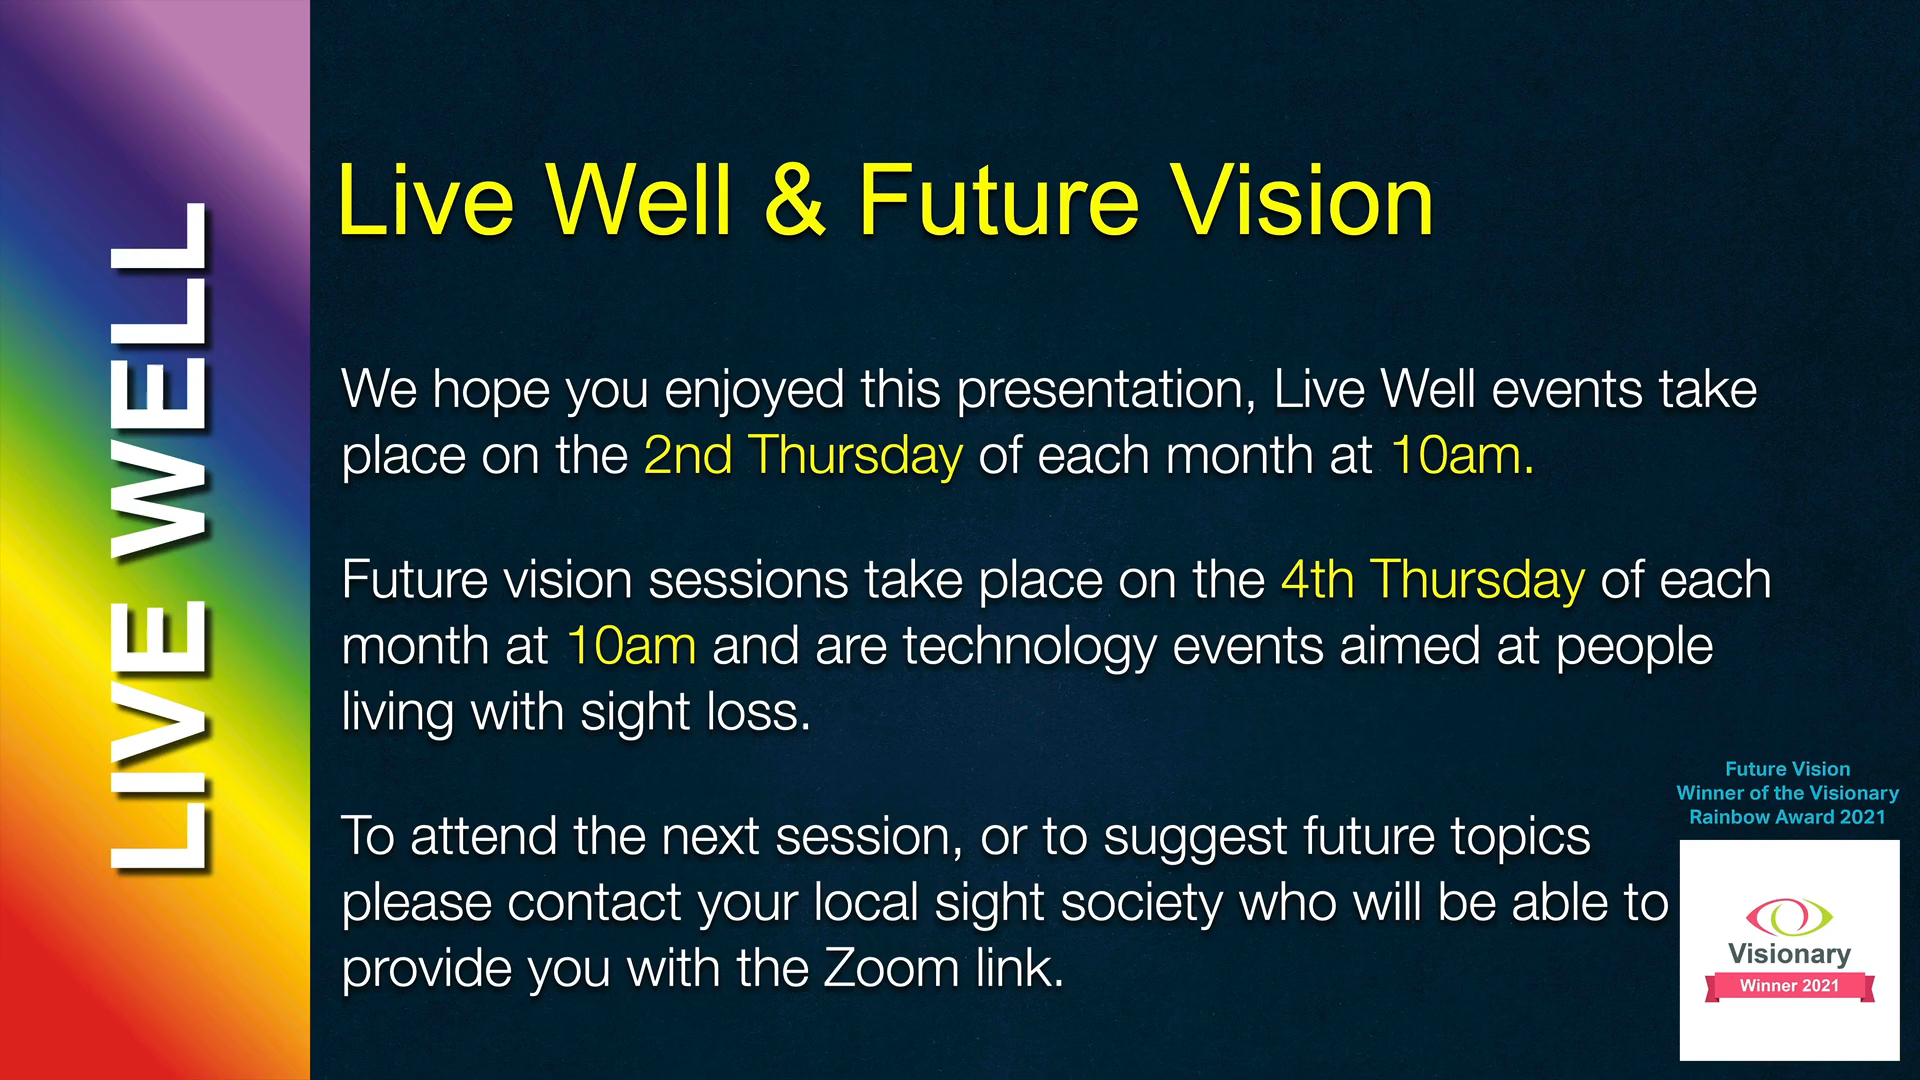 LIVE WELL
Live Well & Future Vision
We hope you enjoyed this presentation, Live Well events take
place on the 2nd Thursday of each month at 10am.
Future vision sessions take place on the 4th Thursday of each
month at 10am and are technology events aimed at people
living with sight loss.
To attend the next session, or to suggest future topics
please contact your local sight society who will be able to
provide you with the Zoom link.
Future Vision
Winner of the Visionary
Rainbow Award 2021
Visionary
Winner 2021